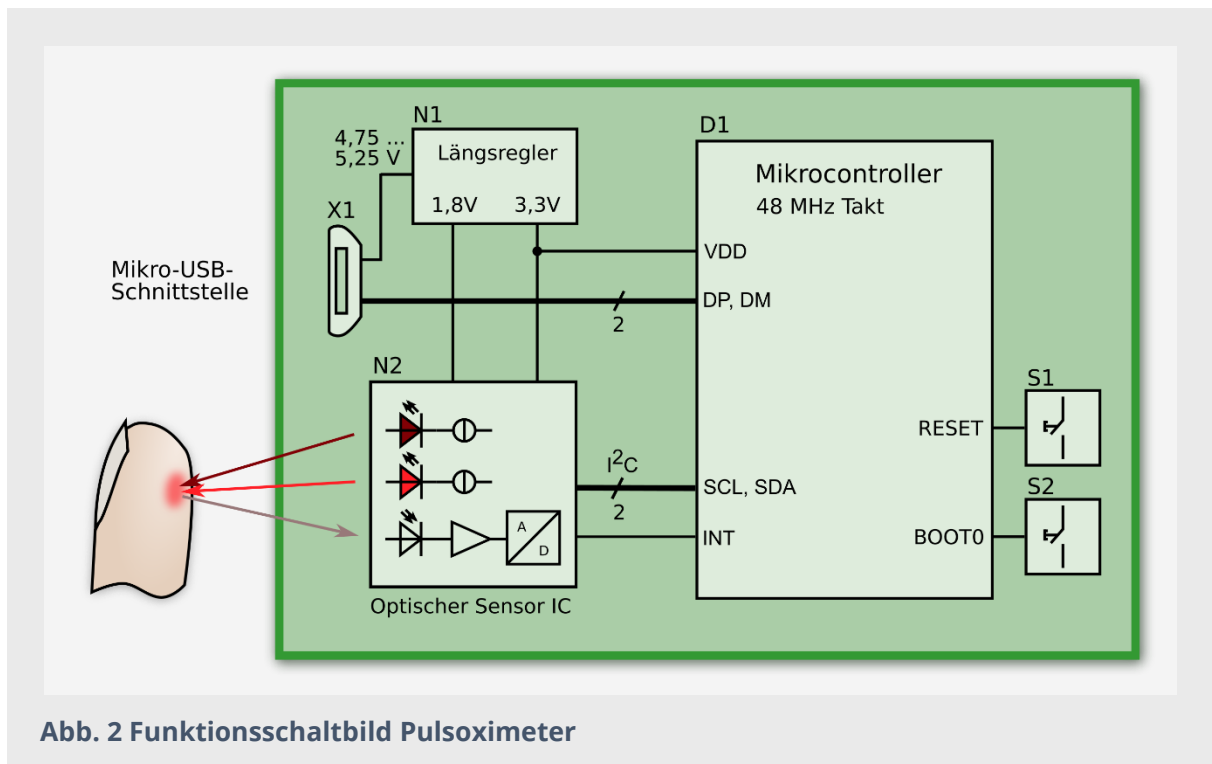 N1
4,75 ...
5,25 V
Längsregler
1,8V
3,3V
D1
Mikrocontroller
48 MHz Takt
X1
VDD
Mikro-USB-
Schnittstelle
DP, DM
2
N2
S1
RESET
I²C
SCL, SDA
2
S2
A
D
INT
BOOT0
Optischer Sensor IC
Abb. 2 Funktionsschaltbild Pulsoximeter